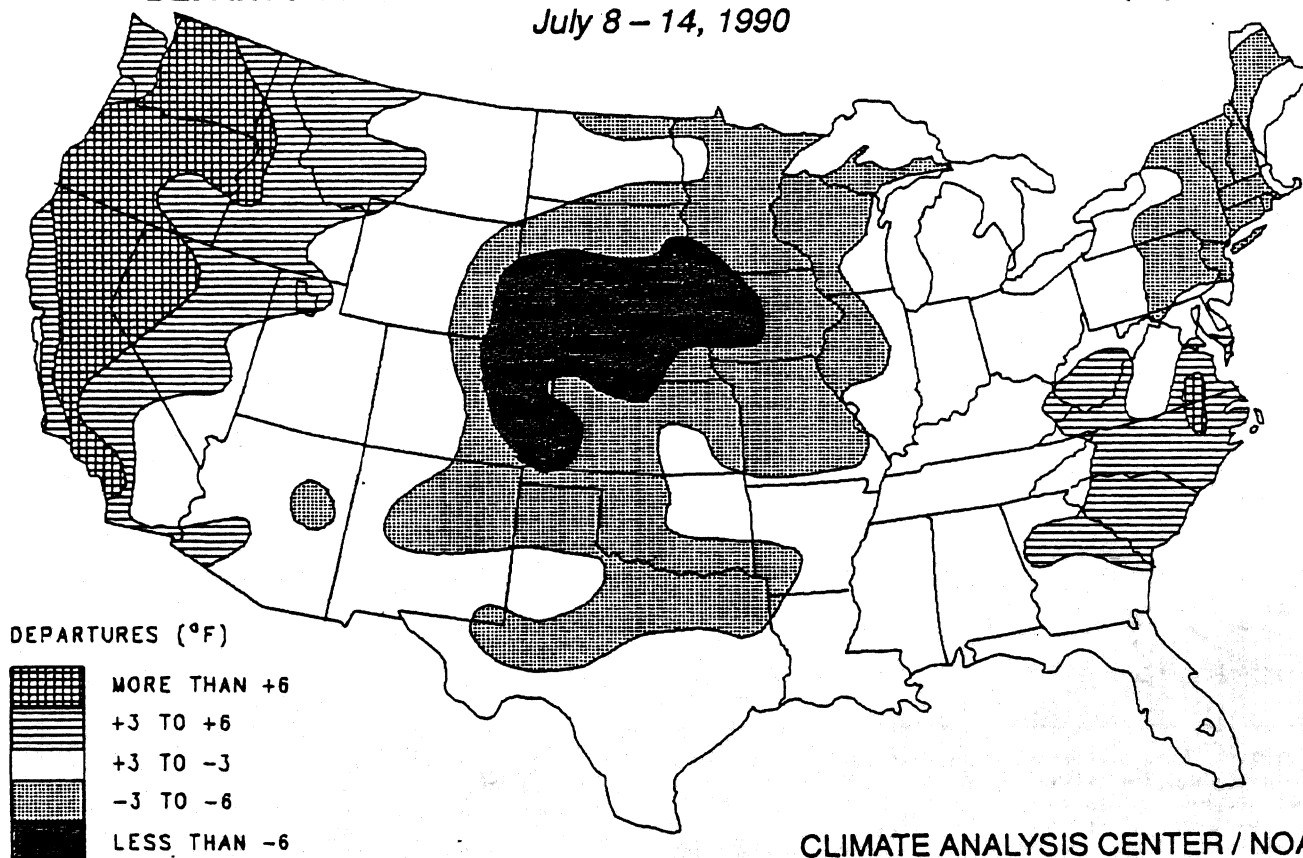 July 8 – 14, 1990
DEPARTURES (°F)
MORE THAN +6
+3 TO +6
+3 TO -3
-3 TO -6
LESS THAN -6
CLIMATE ANALYSIS CENTER / NOA